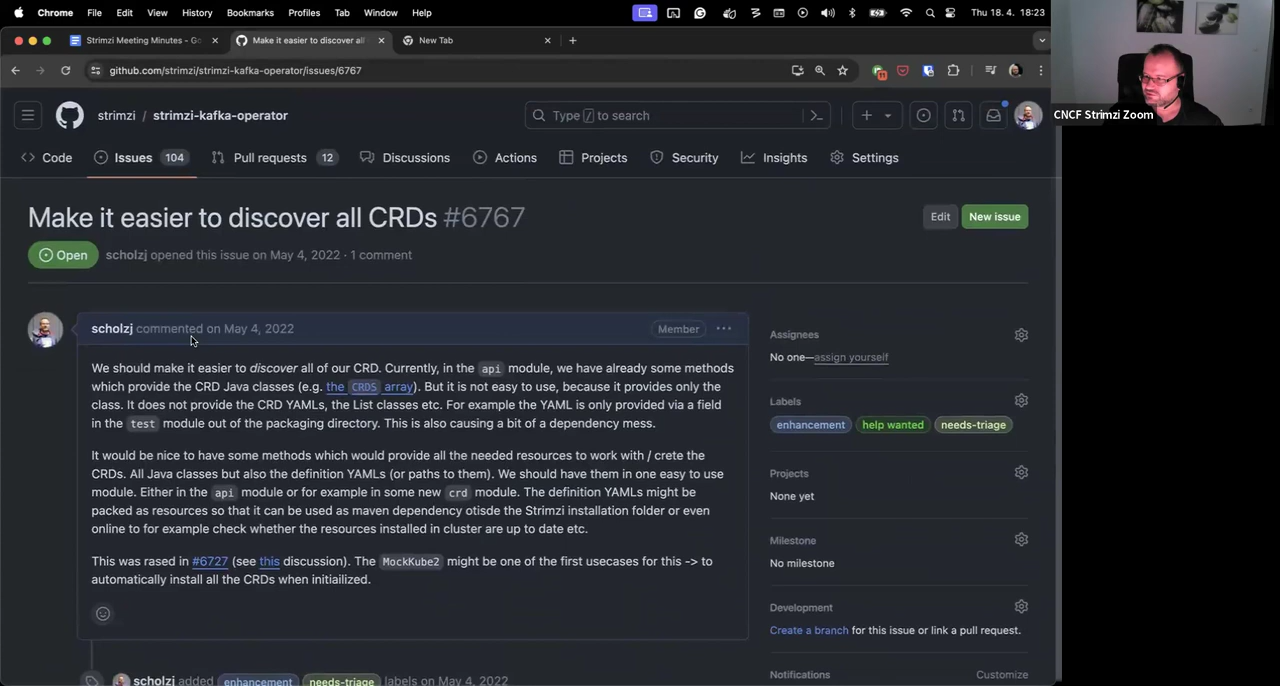 Chrome File Edit View History Bookmarks Profiles Tab Window Help Thu 18. 4. 18:23
Strimzi Meeting Minutes - Go Make it easier to discover all New Tab
github.com/strimzi/strimzi-kafka-operator/issues/6767
CNCF Strimzi Zoom
strimzi / strimzi-kafka-operator Type / to search
Code Issues 104 Pull requests 12 Discussions Actions Projects Security Insights Settings
Make it easier to discover all CRDs #6767
Edit New issue
Open scholzj opened this issue on May 4, 2022 · 1 comment
scholzj commented on May 4, 2022 Member
We should make it easier to discover all of our CRD. Currently, in the api module, we have already some methods
which provide the CRD Java classes (e.g. the CRDS array). But it is not easy to use, because it provides only the
class. It does not provide the CRD YAMLs, the List classes etc. For example the YAML is only provided via a field
in the test module out of the packaging directory. This is also causing a bit of a dependency mess.
It would be nice to have some methods which would provide all the needed resources to work with / crete the
CRDs. All Java classes but also the definition YAMLs (or paths to them). We should have them in one easy to use
module. Either in the api module or for example in some new crd module. The definition YAMLs might be
packed as resources so that it can be used as maven dependency otisde the Strimzi installation folder or even
online to for example check whether the resources installed in cluster are up to date etc.
This was rased in #6727 (see this discussion). The MockKube2 might be one of the first usecases for this -> to
automatically install all the CRDs when initiailized.
scholzj added enhancement needs-triage labels on May 4, 2022
Assignees
No one—assign yourself
Labels
enhancement help wanted needs-triage
Projects
None yet
Milestone
No milestone
Development
Create a branch for this issue or link a pull request.
Notifications Customize